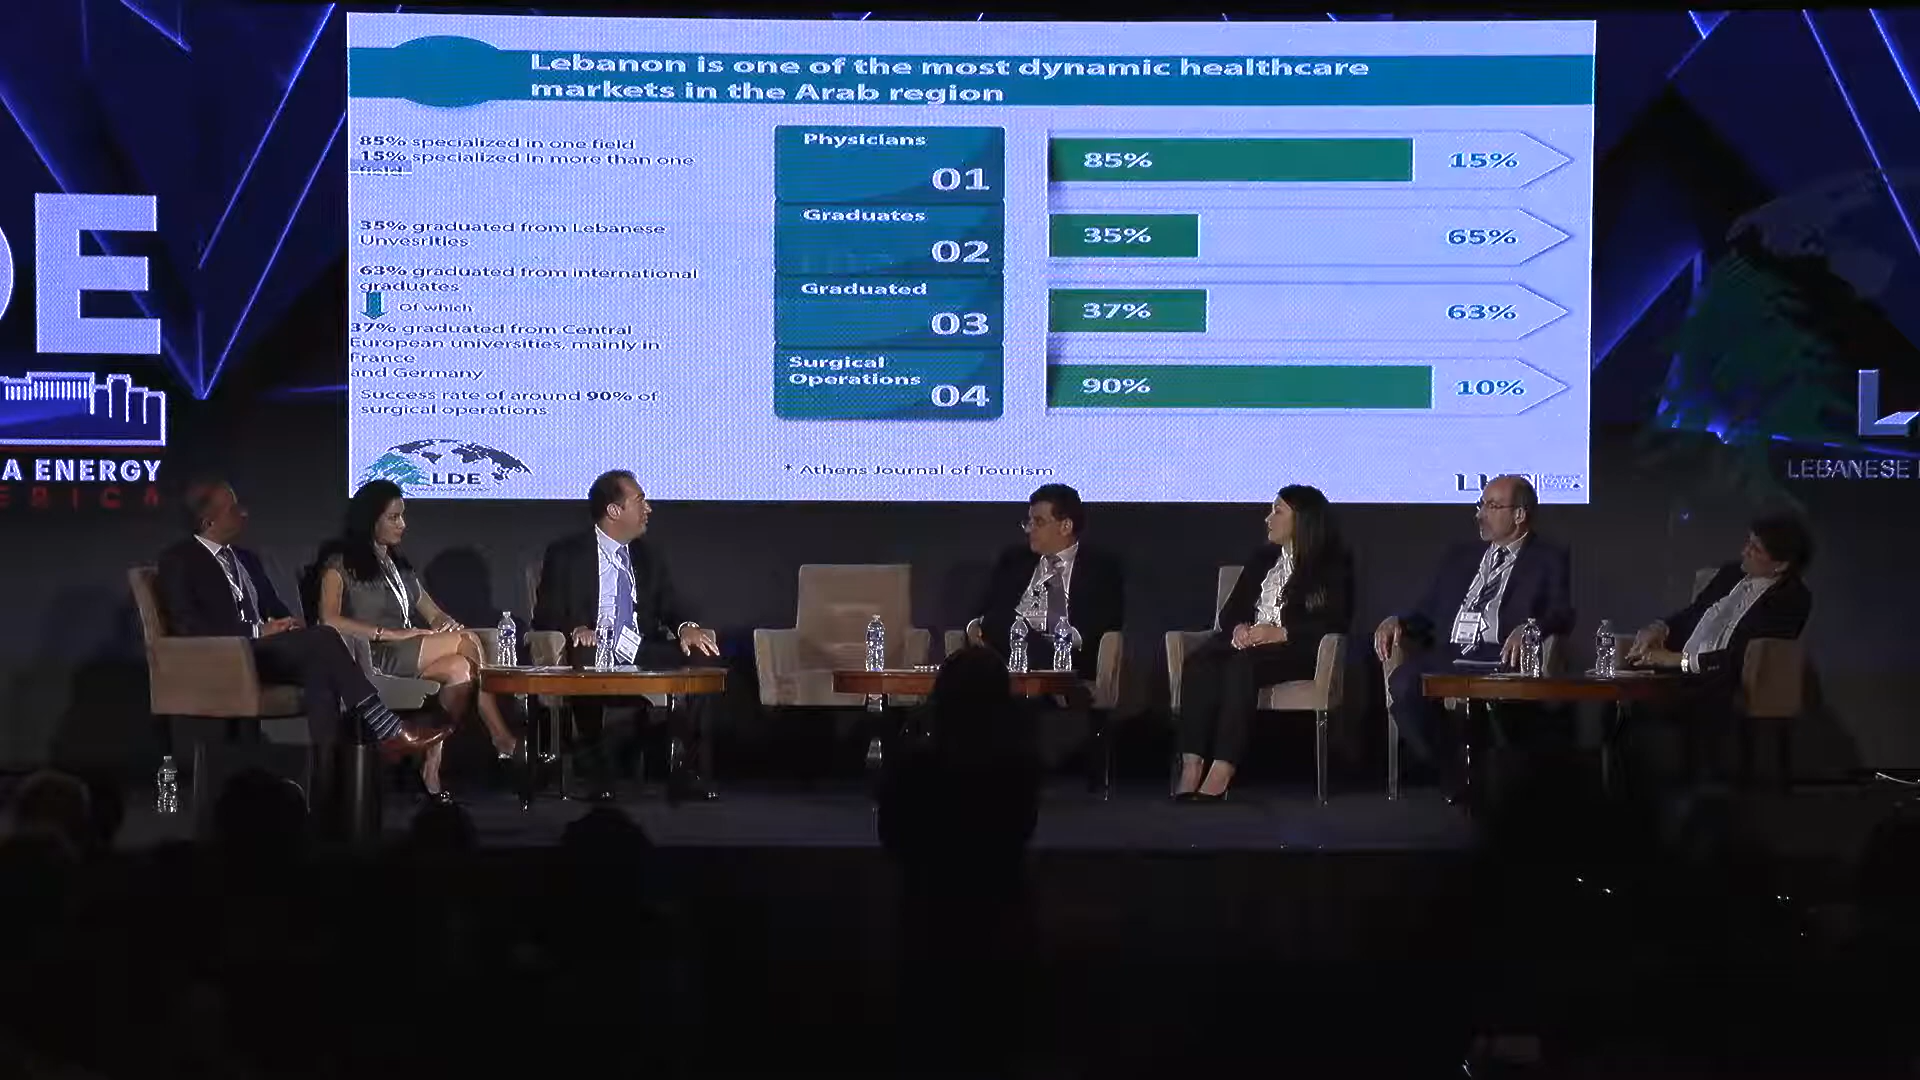 Lebanon is one of the most dynamic healthcare
markets in the Arab region
85% specialized in one field
15% specialized in more than one
field
35% graduated from Lebanese
Unvesrities
63% graduated from international
graduates
Of which
37% graduated from Central
European universities, mainly in
France
and Germany
Success rate of around 90% of
surgical operations
Physicians
01
85%
15%
Graduates
02
35%
65%
Graduated
03
37%
63%
Surgical
Operations
04
90%
10%
* Athens Journal of Tourism
LDE
DE
A ENERGY
ERICA
LEBANESE